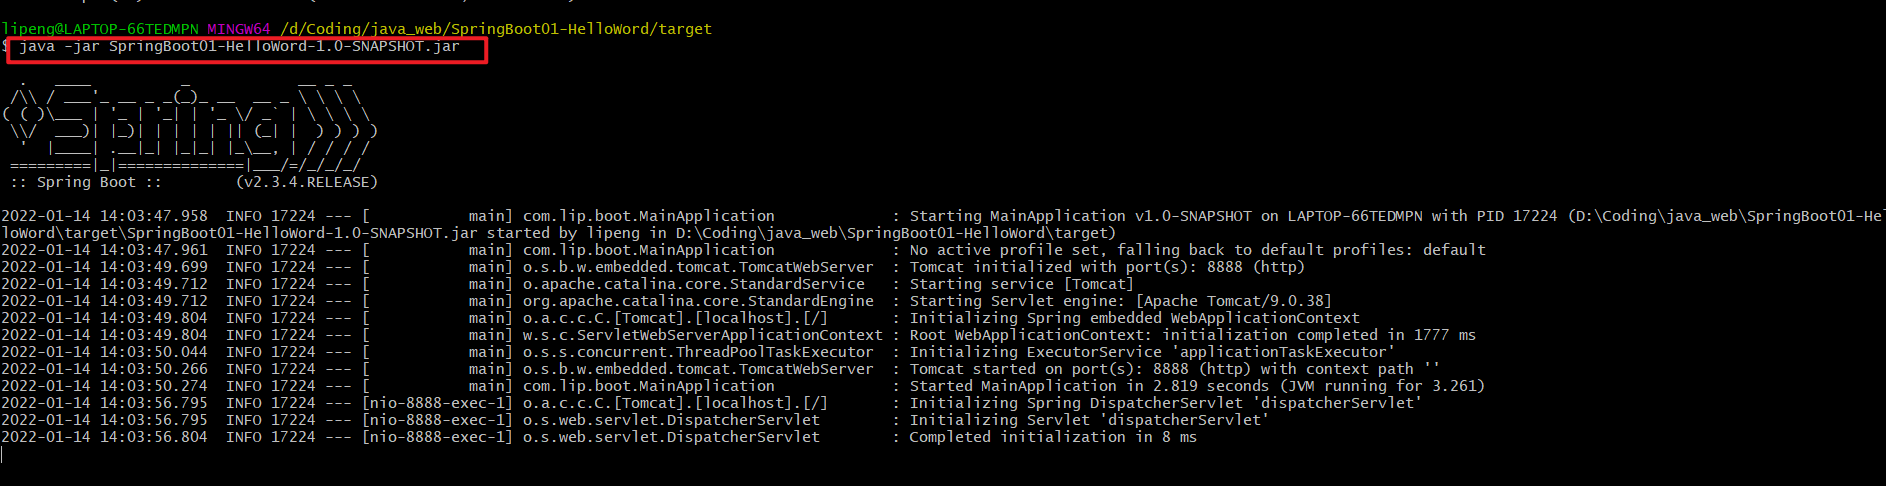 lipeng@LAPTOP-66TEDMPN MINGW64 /d/Coding/java_web/SpringBoot01-HelloWord/target
$ java -jar SpringBoot01-HelloWord-1.0-SNAPSHOT.jar
  .   ____          _            __ _ _
 /\\ / ___'_ __ _ _(_)_ __  __ _ \ \ \ \
( ( )\___ | '_ | '_| | '_ \/ _` | \ \ \ \
 \\/  ___)| |_)| | | | | || (_| |  ) ) ) )
  '  |____| .__|_| |_|_| |_\__, | / / / /
 =========|_|==============|___/=/_/_/_/
 :: Spring Boot ::        (v2.3.4.RELEASE)
2022-01-14 14:03:47.958  INFO 17224 --- [           main] com.lip.boot.MainApplication             : Starting MainApplication v1.0-SNAPSHOT on LAPTOP-66TEDMPN with PID 17224 (D:\Coding\java_web\SpringBoot01-He
lloWord\target\SpringBoot01-HelloWord-1.0-SNAPSHOT.jar started by lipeng in D:\Coding\java_web\SpringBoot01-HelloWord\target)
2022-01-14 14:03:47.961  INFO 17224 --- [           main] com.lip.boot.MainApplication             : No active profile set, falling back to default profiles: default
2022-01-14 14:03:49.699  INFO 17224 --- [           main] o.s.b.w.embedded.tomcat.TomcatWebServer  : Tomcat initialized with port(s): 8888 (http)
2022-01-14 14:03:49.712  INFO 17224 --- [           main] o.apache.catalina.core.StandardService   : Starting service [Tomcat]
2022-01-14 14:03:49.712  INFO 17224 --- [           main] org.apache.catalina.core.StandardEngine  : Starting Servlet engine: [Apache Tomcat/9.0.38]
2022-01-14 14:03:49.804  INFO 17224 --- [           main] o.a.c.c.C.[Tomcat].[localhost].[/]       : Initializing Spring embedded WebApplicationContext
2022-01-14 14:03:49.804  INFO 17224 --- [           main] w.s.c.ServletWebServerApplicationContext : Root WebApplicationContext: initialization completed in 1777 ms
2022-01-14 14:03:50.044  INFO 17224 --- [           main] o.s.s.concurrent.ThreadPoolTaskExecutor  : Initializing ExecutorService 'applicationTaskExecutor'
2022-01-14 14:03:50.266  INFO 17224 --- [           main] o.s.b.w.embedded.tomcat.TomcatWebServer  : Tomcat started on port(s): 8888 (http) with context path ''
2022-01-14 14:03:50.274  INFO 17224 --- [           main] com.lip.boot.MainApplication             : Started MainApplication in 2.819 seconds (JVM running for 3.261)
2022-01-14 14:03:56.795  INFO 17224 --- [nio-8888-exec-1] o.a.c.c.C.[Tomcat].[localhost].[/]       : Initializing Spring DispatcherServlet 'dispatcherServlet'
2022-01-14 14:03:56.795  INFO 17224 --- [nio-8888-exec-1] o.s.web.servlet.DispatcherServlet        : Initializing Servlet 'dispatcherServlet'
2022-01-14 14:03:56.804  INFO 17224 --- [nio-8888-exec-1] o.s.web.servlet.DispatcherServlet        : Completed initialization in 8 ms